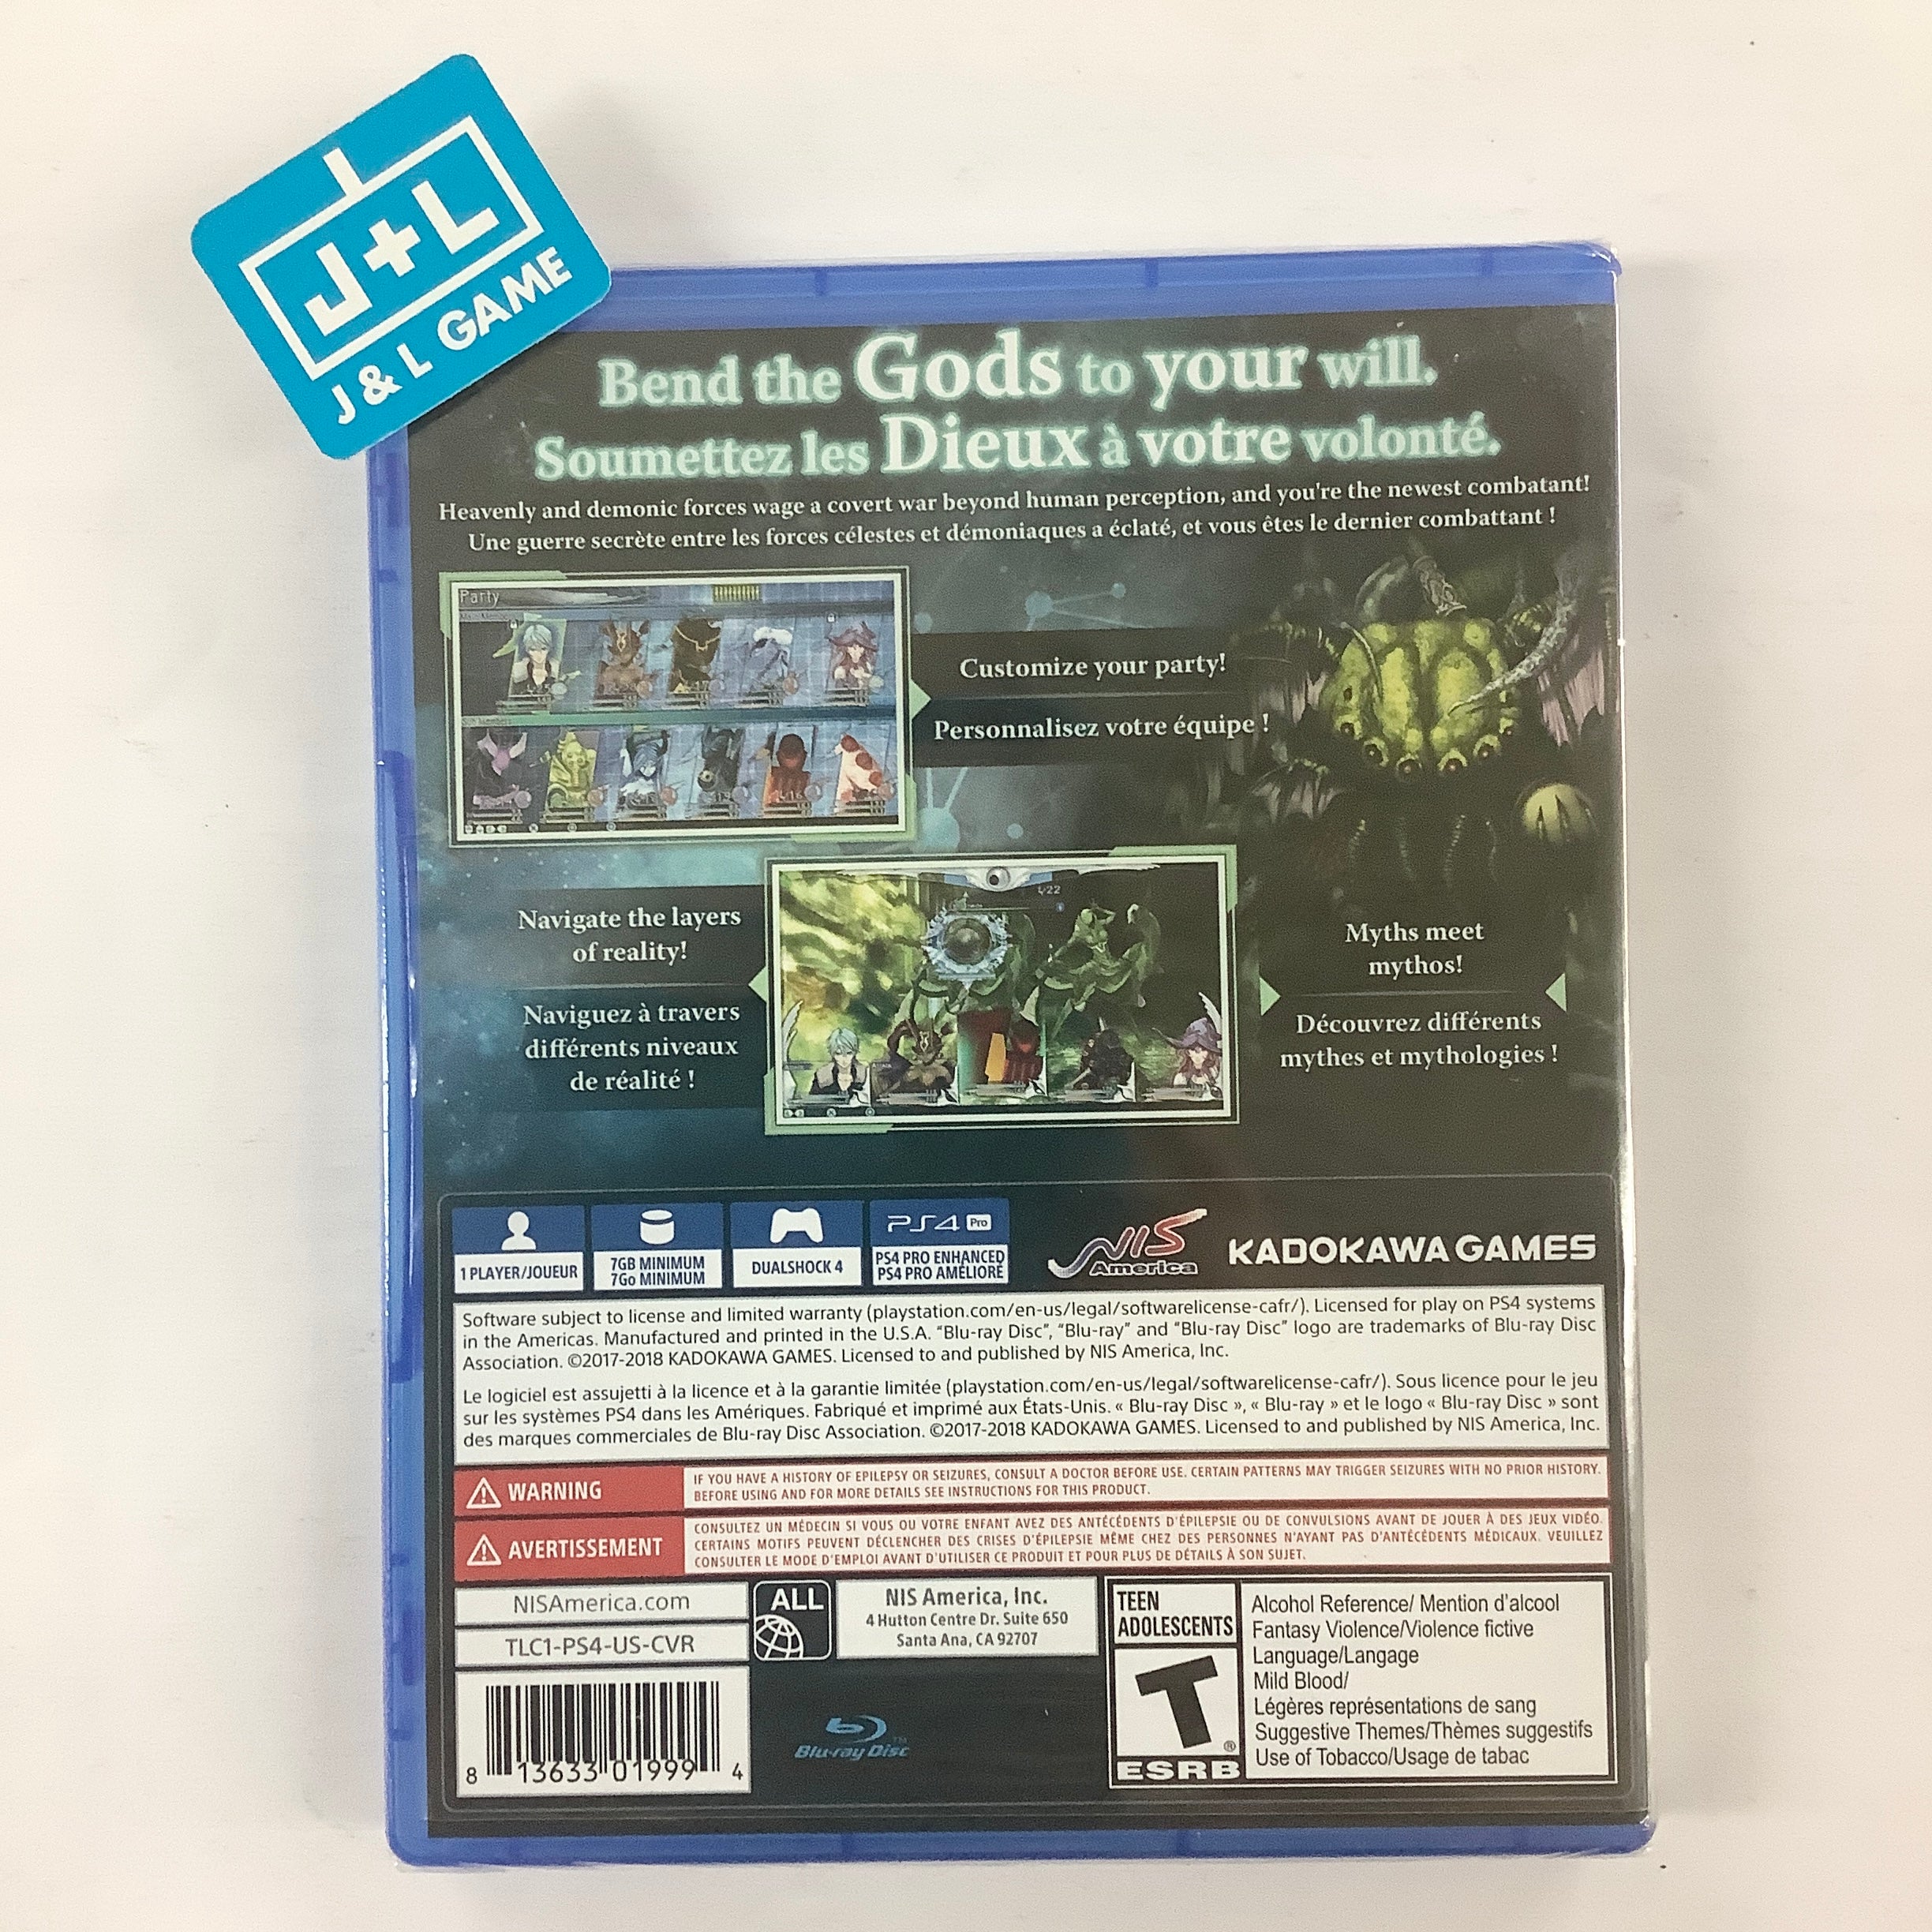 J+L
J & L GAME
Bend the Gods to your will.
Soumettez les Dieux à votre volonté.
Heavenly and demonic forces wage a covert war beyond human perception, and you're the newest combatant!
Une guerre secrète entre les forces célestes et démoniaques a éclaté, et vous êtes le dernier combattant !
Party
Customize your party!
Personnalisez votre équipe !
Navigate the layers
of reality!
Naviguez à travers
différents niveaux
de réalité !
L22
Myths meet
mythos!
Découvrez différents
mythes et mythologies !
1 PLAYER/JOUEUR
7GB MINIMUM
7Go MINIMUM
DUALSHOCK 4
PS4 Pro
PS4 PRO ENHANCED
PS4 PRO AMÉLIORÉ
NIS
America
KADOKAWA GAMES
Software subject to license and limited warranty (playstation.com/en-us/legal/softwarelicense-cafr/). Licensed for play on PS4 systems
in the Americas. Manufactured and printed in the U.S.A. “Blu-ray Disc”, “Blu-ray” and “Blu-ray Disc” logo are trademarks of Blu-ray Disc
Association. ©2017-2018 KADOKAWA GAMES. Licensed to and published by NIS America, Inc.
Le logiciel est assujetti à la licence et à la garantie limitée (playstation.com/en-us/legal/softwarelicense-cafr/). Sous licence pour le jeu
sur les systèmes PS4 dans les Amériques. Fabriqué et imprimé aux États-Unis. « Blu-ray Disc », « Blu-ray » et le logo « Blu-ray Disc » sont
des marques commerciales de Blu-ray Disc Association. ©2017-2018 KADOKAWA GAMES. Licensed to and published by NIS America, Inc.
WARNING
IF YOU HAVE A HISTORY OF EPILEPSY OR SEIZURES, CONSULT A DOCTOR BEFORE USE. CERTAIN PATTERNS MAY TRIGGER SEIZURES WITH NO PRIOR HISTORY.
BEFORE USING AND FOR MORE DETAILS SEE INSTRUCTIONS FOR THIS PRODUCT.
AVERTISSEMENT
CONSULTEZ UN MÉDECIN SI VOUS OU VOTRE ENFANT AVEZ DES ANTÉCÉDENTS D'ÉPILEPSIE OU DE CONVULSIONS AVANT DE JOUER À DES JEUX VIDÉO.
CERTAINS MOTIFS PEUVENT DÉCLENCHER DES CRISES D'ÉPILEPSIE MÊME CHEZ DES PERSONNES N'AYANT PAS D'ANTÉCÉDENTS MÉDICAUX. VEUILLEZ
CONSULTER LE MODE D'EMPLOI AVANT D'UTILISER CE PRODUIT ET POUR PLUS DE DÉTAILS À SON SUJET.
NISAmerica.com
TLC1-PS4-US-CVR
8 13633 01999 4
ALL
NIS America, Inc.
4 Hutton Centre Dr. Suite 650
Santa Ana, CA 92707
Blu-ray Disc™
TEEN
ADOLESCENTS
T
®
ESRB
Alcohol Reference/ Mention d'alcool
Fantasy Violence/Violence fictive
Language/Langage
Mild Blood/
Légères représentations de sang
Suggestive Themes/Thèmes suggestifs
Use of Tobacco/Usage de tabac